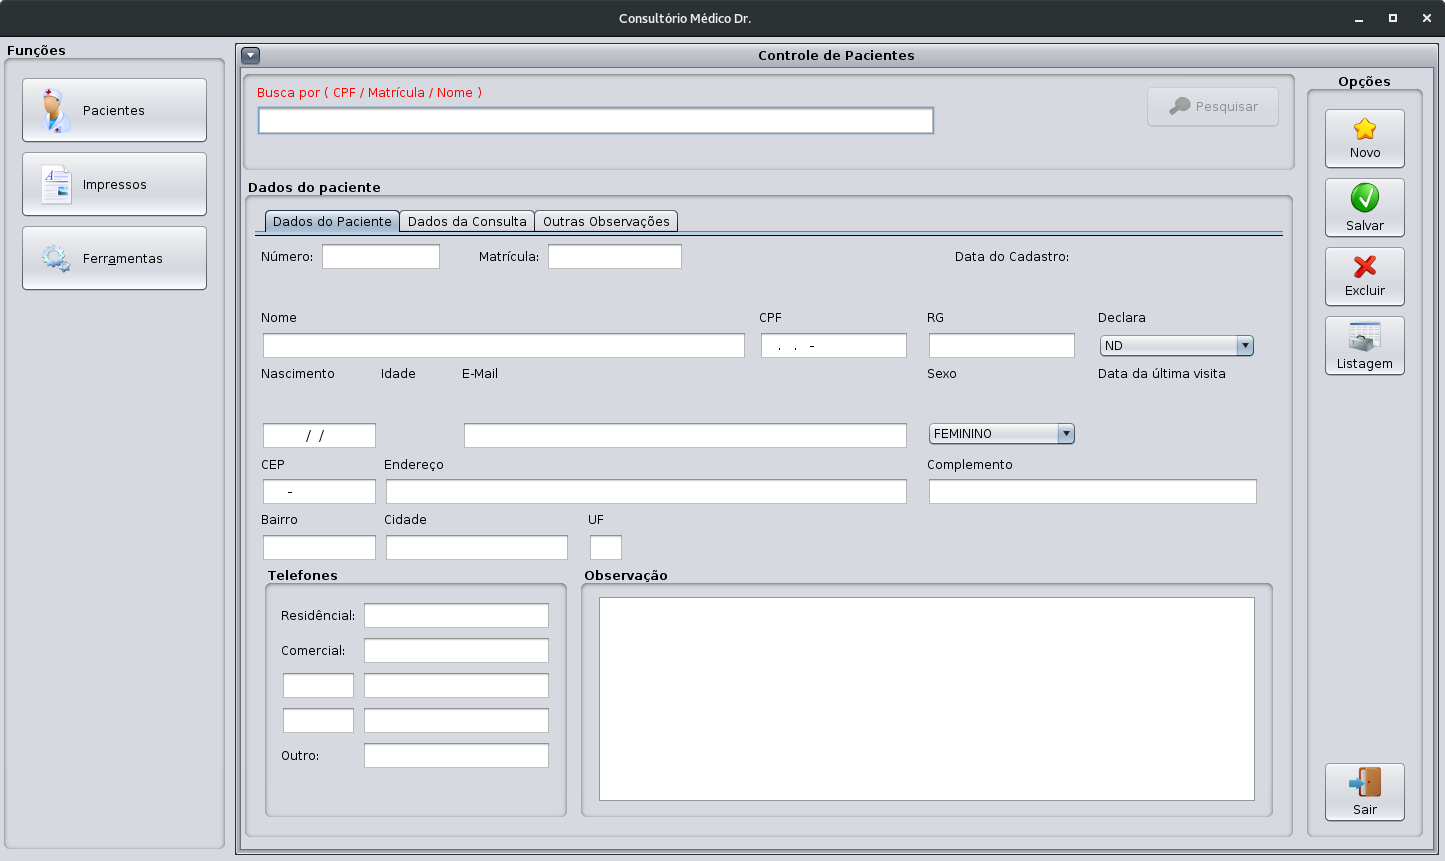 Consultório Médico Dr.
Funções
Pacientes
Impressos
Ferramentas
Controle de Pacientes
Busca por ( CPF / Matrícula / Nome )
Pesquisar
Dados do paciente
Dados do Paciente Dados da Consulta Outras Observações
Número: Matrícula: Data do Cadastro:
Nome CPF RG Declara
. . - ND
Nascimento Idade E-Mail Sexo Data da última visita
/ / FEMININO
CEP Endereço Complemento
-
Bairro Cidade UF
Telefones
Residêncial:
Comercial:
Outro:
Observação
Opções
Novo
Salvar
Excluir
Listagem
Sair